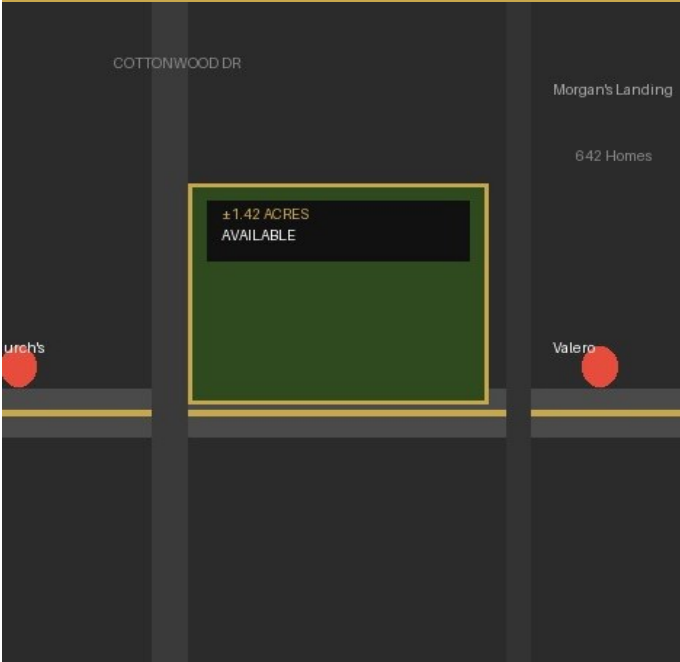 COTTONWOOD DR
Morgan's Landing
642 Homes
±1.42 ACRES
AVAILABLE
urch's
Valero